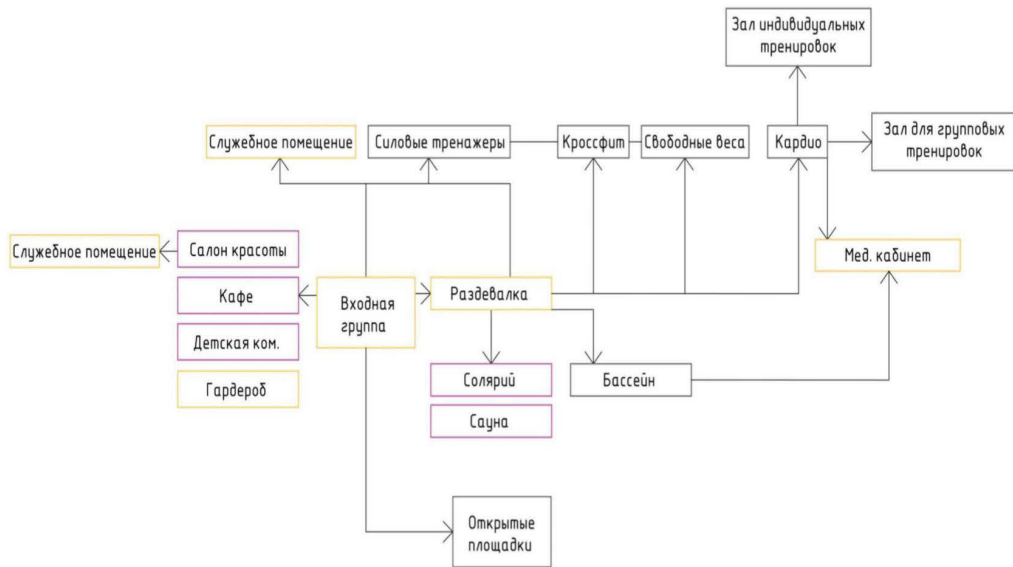 Зал индивидуальных
тренировок
Служебное помещение
Силовые тренажеры
Кроссфит
Свободные веса
Кардио
Зал для групповых
тренировок
Служебное помещение
Салон красоты
Мед. кабинет
Кафе
Входная
группа
Раздевалка
Детская ком.
Гардероб
Солярий
Бассейн
Сауна
Открытые
площадки